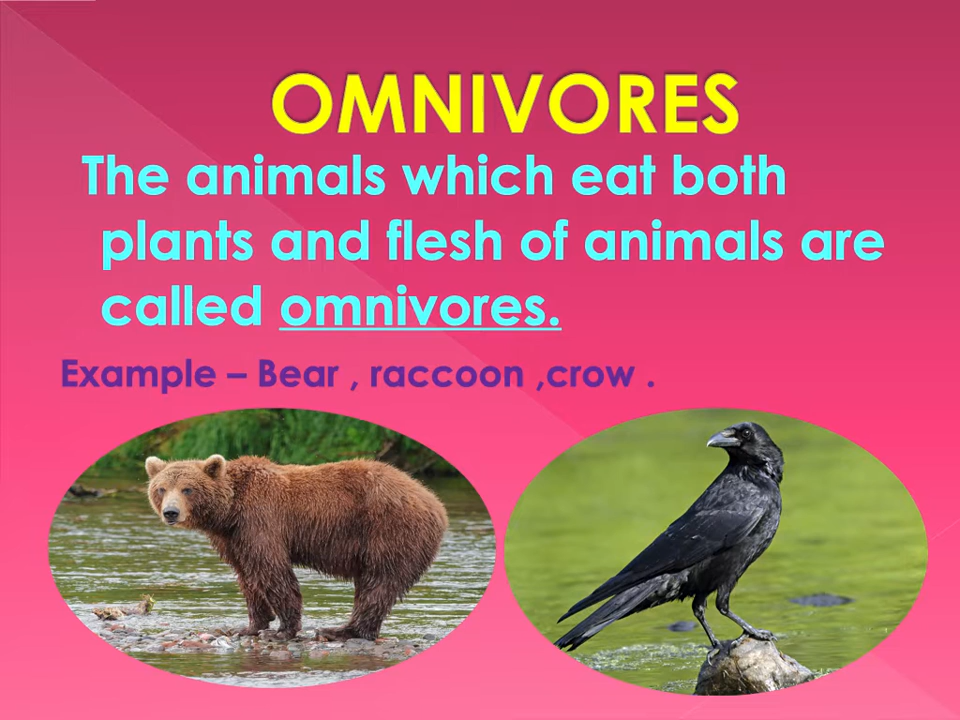 OMNIVORES
The animals which eat both
plants and flesh of animals are
called omnivores.
Example – Bear , raccoon ,crow .